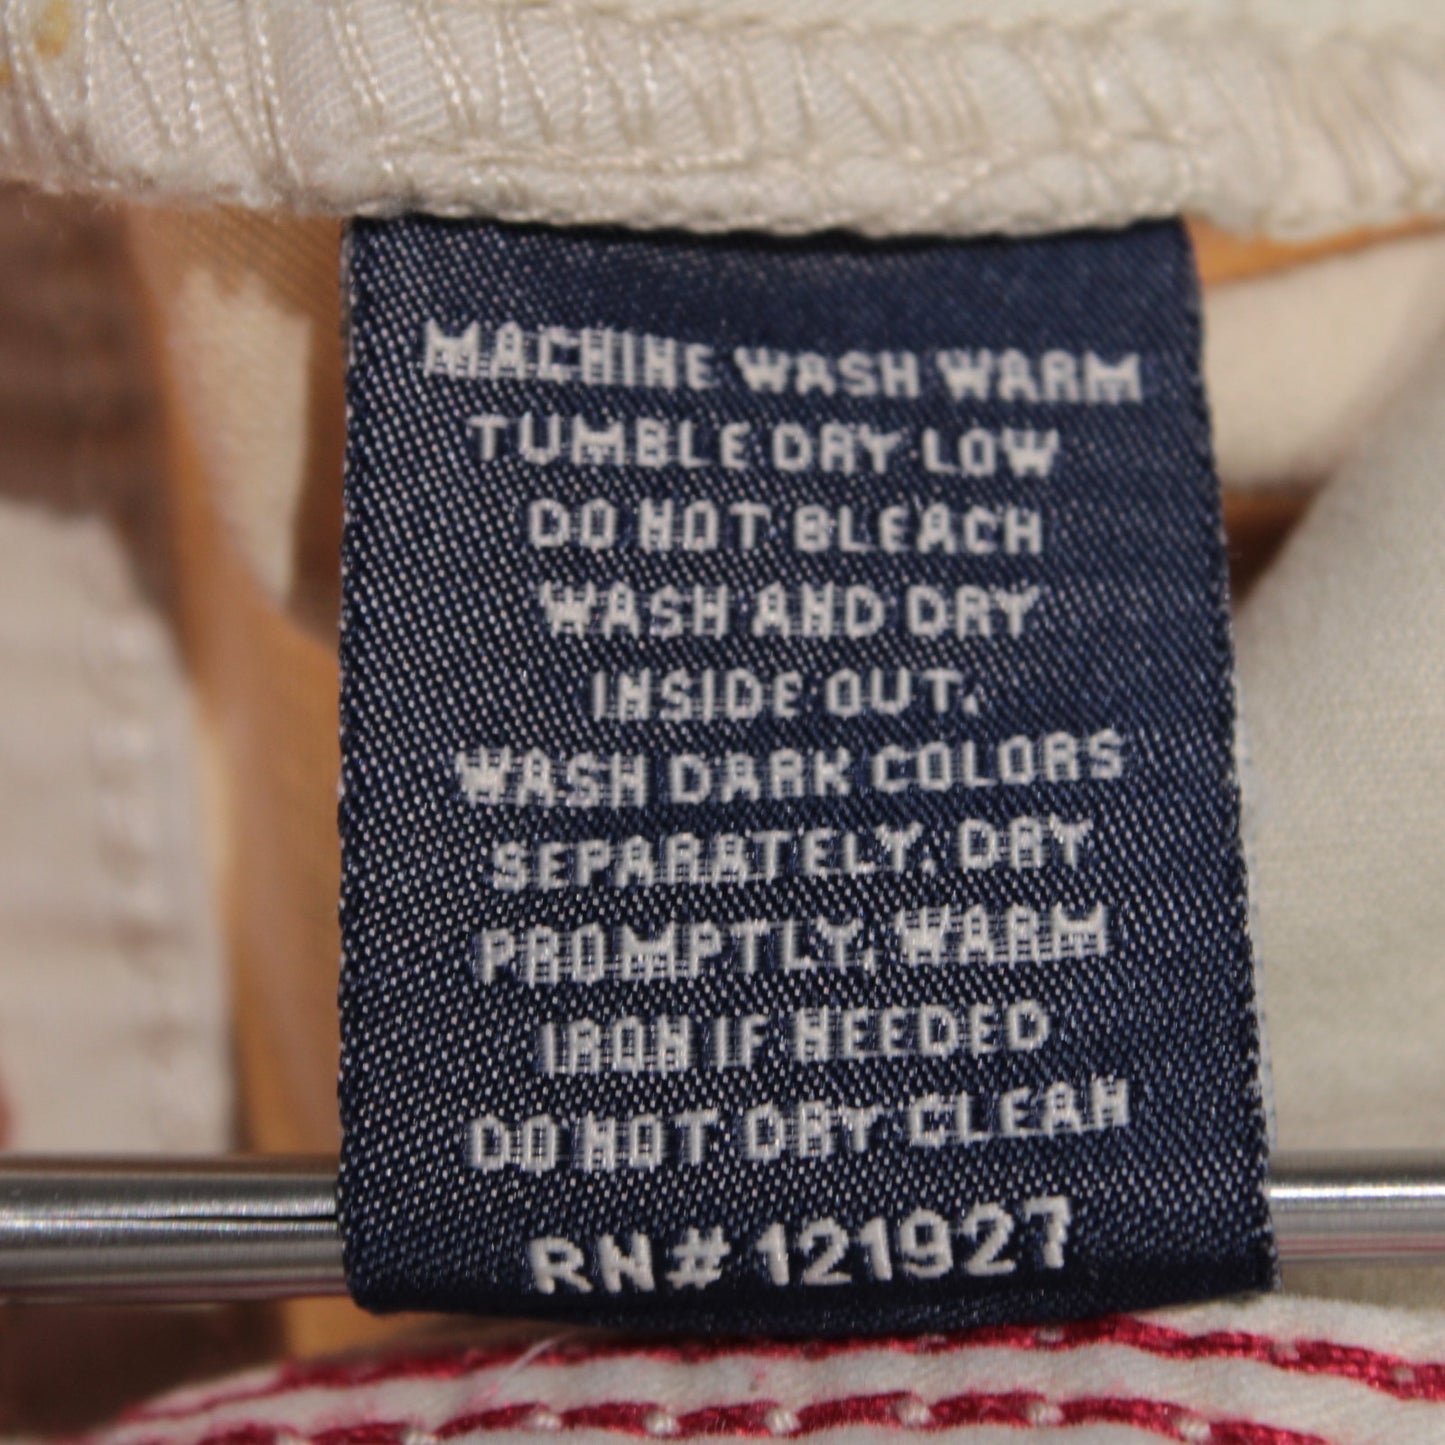 MACHINE WASH WARM
TUMBLE DRY LOW
DO NOT BLEACH
WASH AND DRY
INSIDE OUT.
WASH DARK COLORS
SEPARATELY. DRY
PROMPTLY. WARM
IRON IF NEEDED
DO NOT DRY CLEAN
RN# 121927